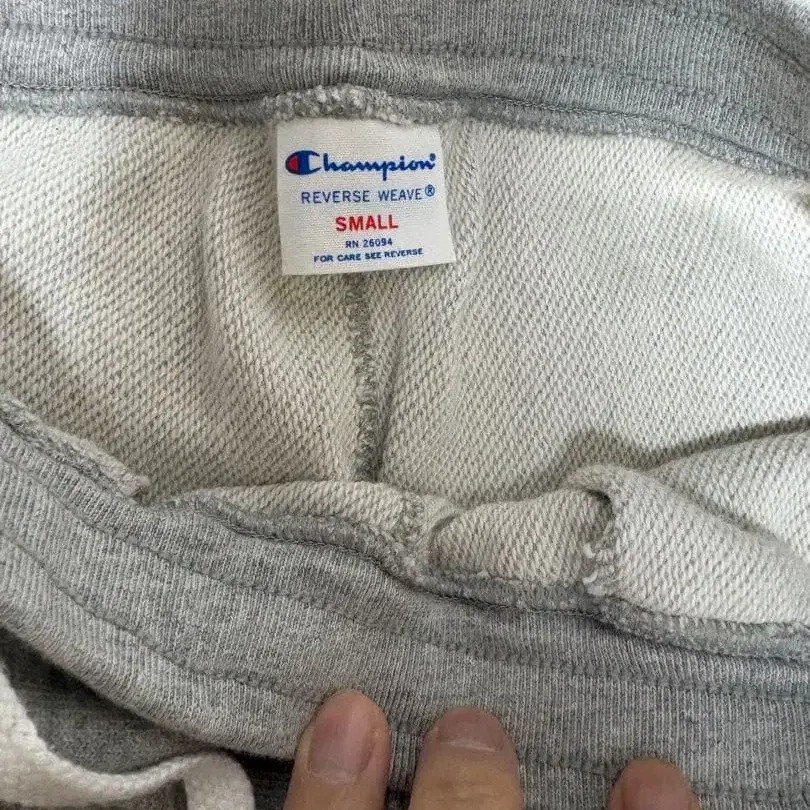 Champion®
REVERSE WEAVE®
SMALL
RN 26094
FOR CARE SEE REVERSE